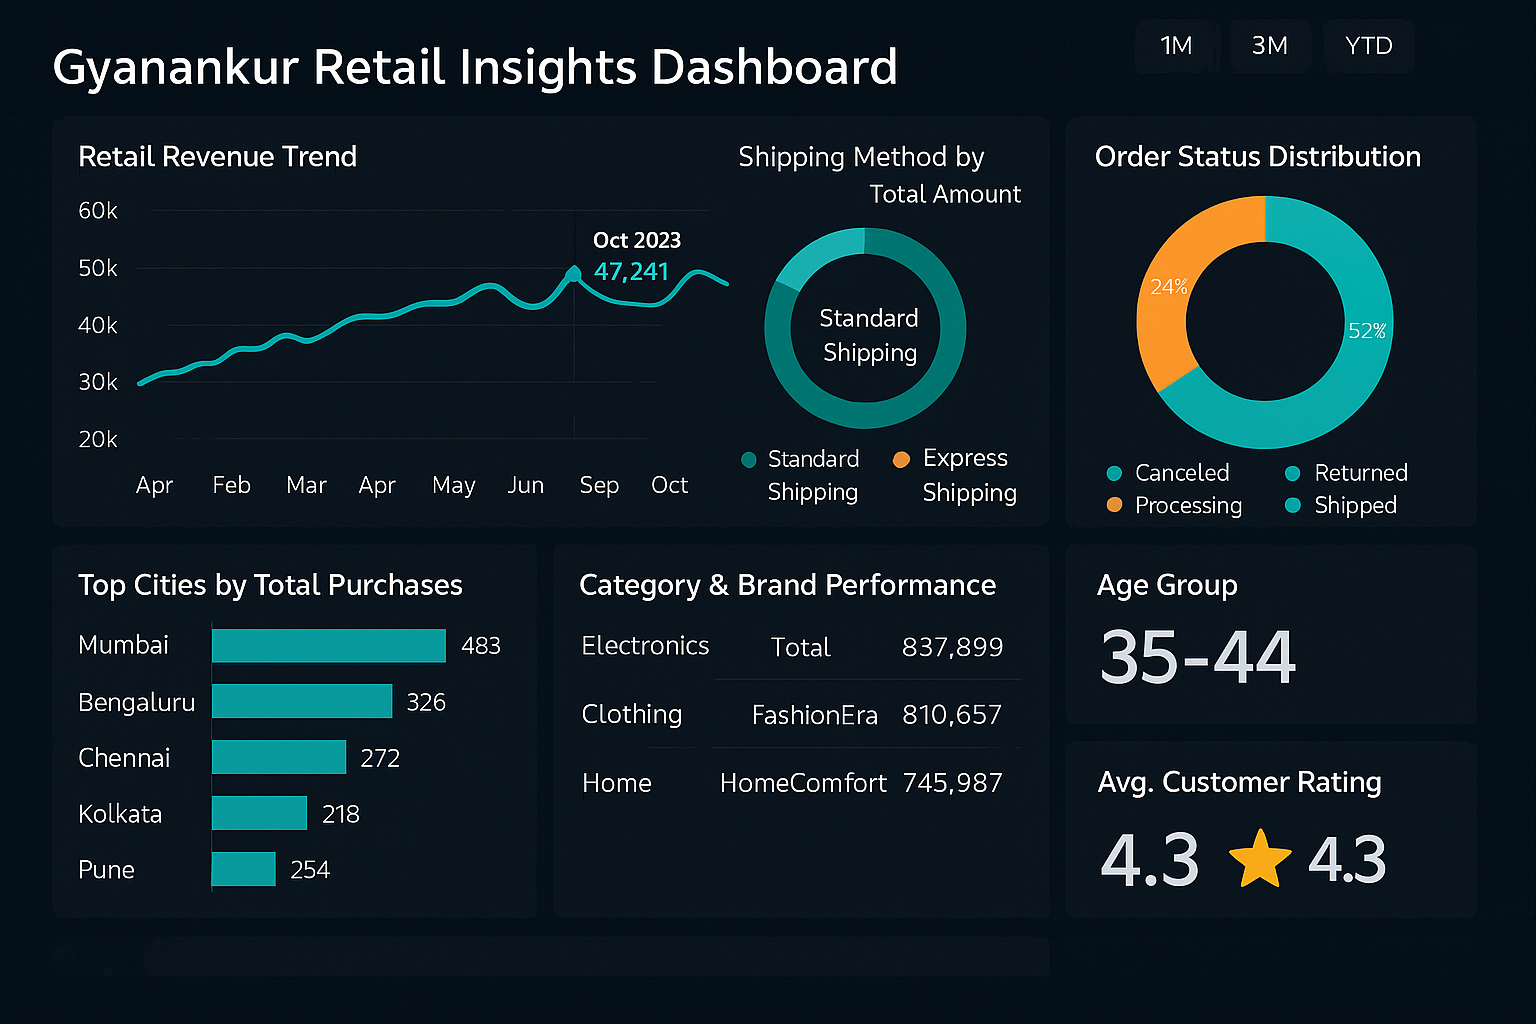 Gyanankur Retail Insights Dashboard
1M
3M
YTD
Retail Revenue Trend
60k
50k
40k
30k
20k
Oct 2023
47,241
Apr Feb Mar Apr May Jun Sep Oct
Shipping Method by
Total Amount
Standard
Shipping
Standard
Shipping
Express
Shipping
Order Status Distribution
24%
52%
Canceled
Returned
Processing
Shipped
Top Cities by Total Purchases
Mumbai 483
Bengaluru 326
Chennai 272
Kolkata 218
Pune 254
Category & Brand Performance
Electronics Total 837,899
Clothing FashionEra 810,657
Home HomeComfort 745,987
Age Group
35-44
Avg. Customer Rating
4.3 4.3